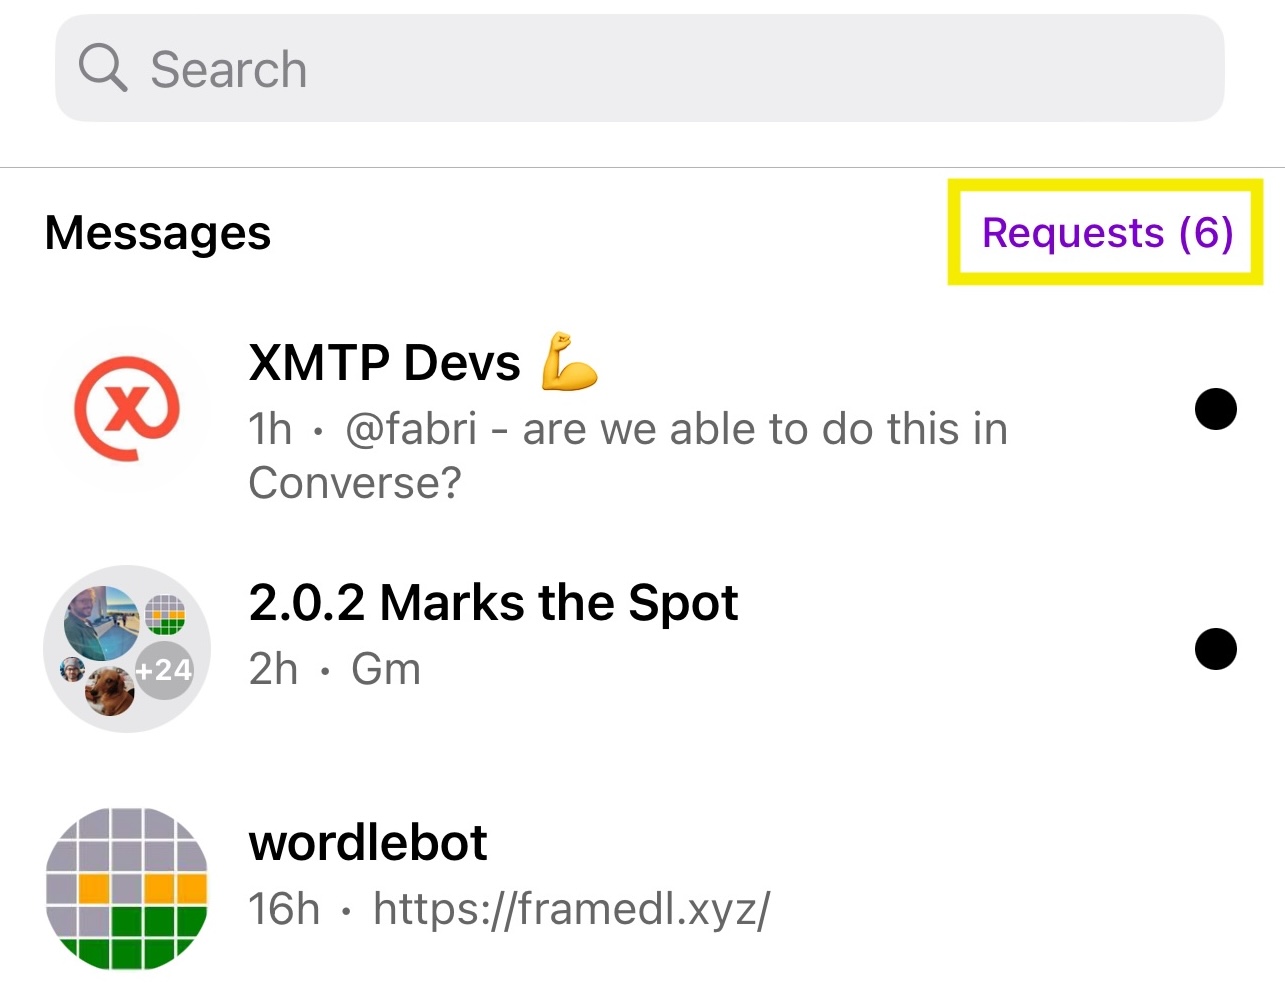 Search
Messages
Requests (6)
XMTP Devs 💪
1h · @fabri - are we able to do this in
Converse?
2.0.2 Marks the Spot
2h · Gm
+24
wordlebot
16h · https://framedl.xyz/